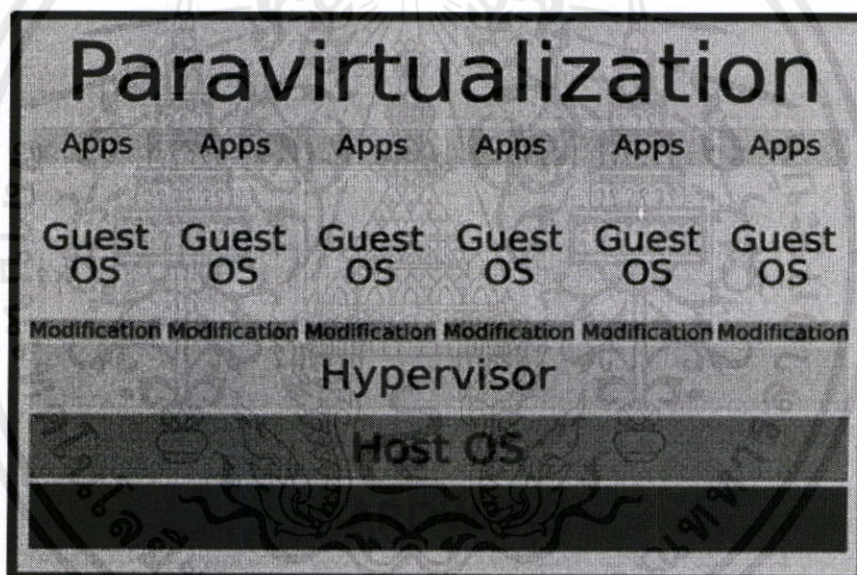 Paravirtualization
Apps Apps Apps Apps Apps Apps
Guest Guest Guest Guest Guest Guest
OS OS OS OS OS OS
Modification Modification Modification Modification Modification Modification
Hypervisor
Host OS